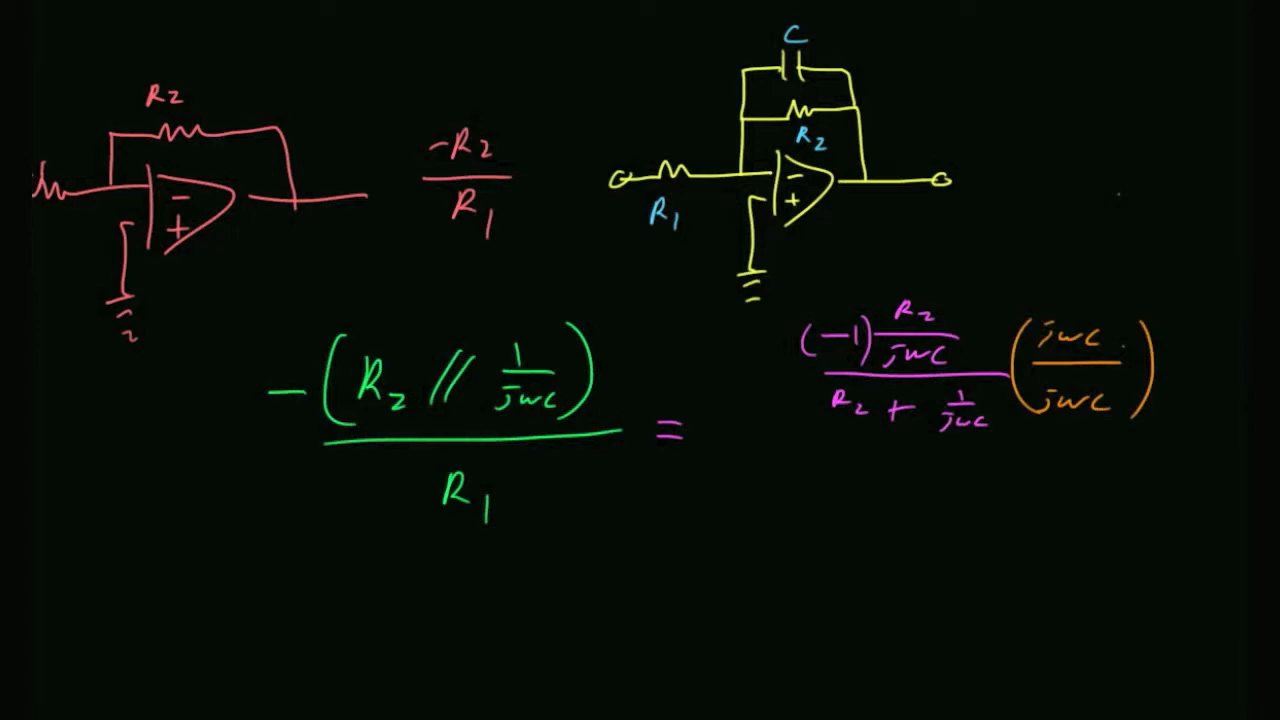 R2
-R2
R1
C
R2
R1
- +
- +
-(R2 // 1/jwc)/R1 = ((-1) R2/jwc)/(R2 + 1/jwc) (jwc/jwc)